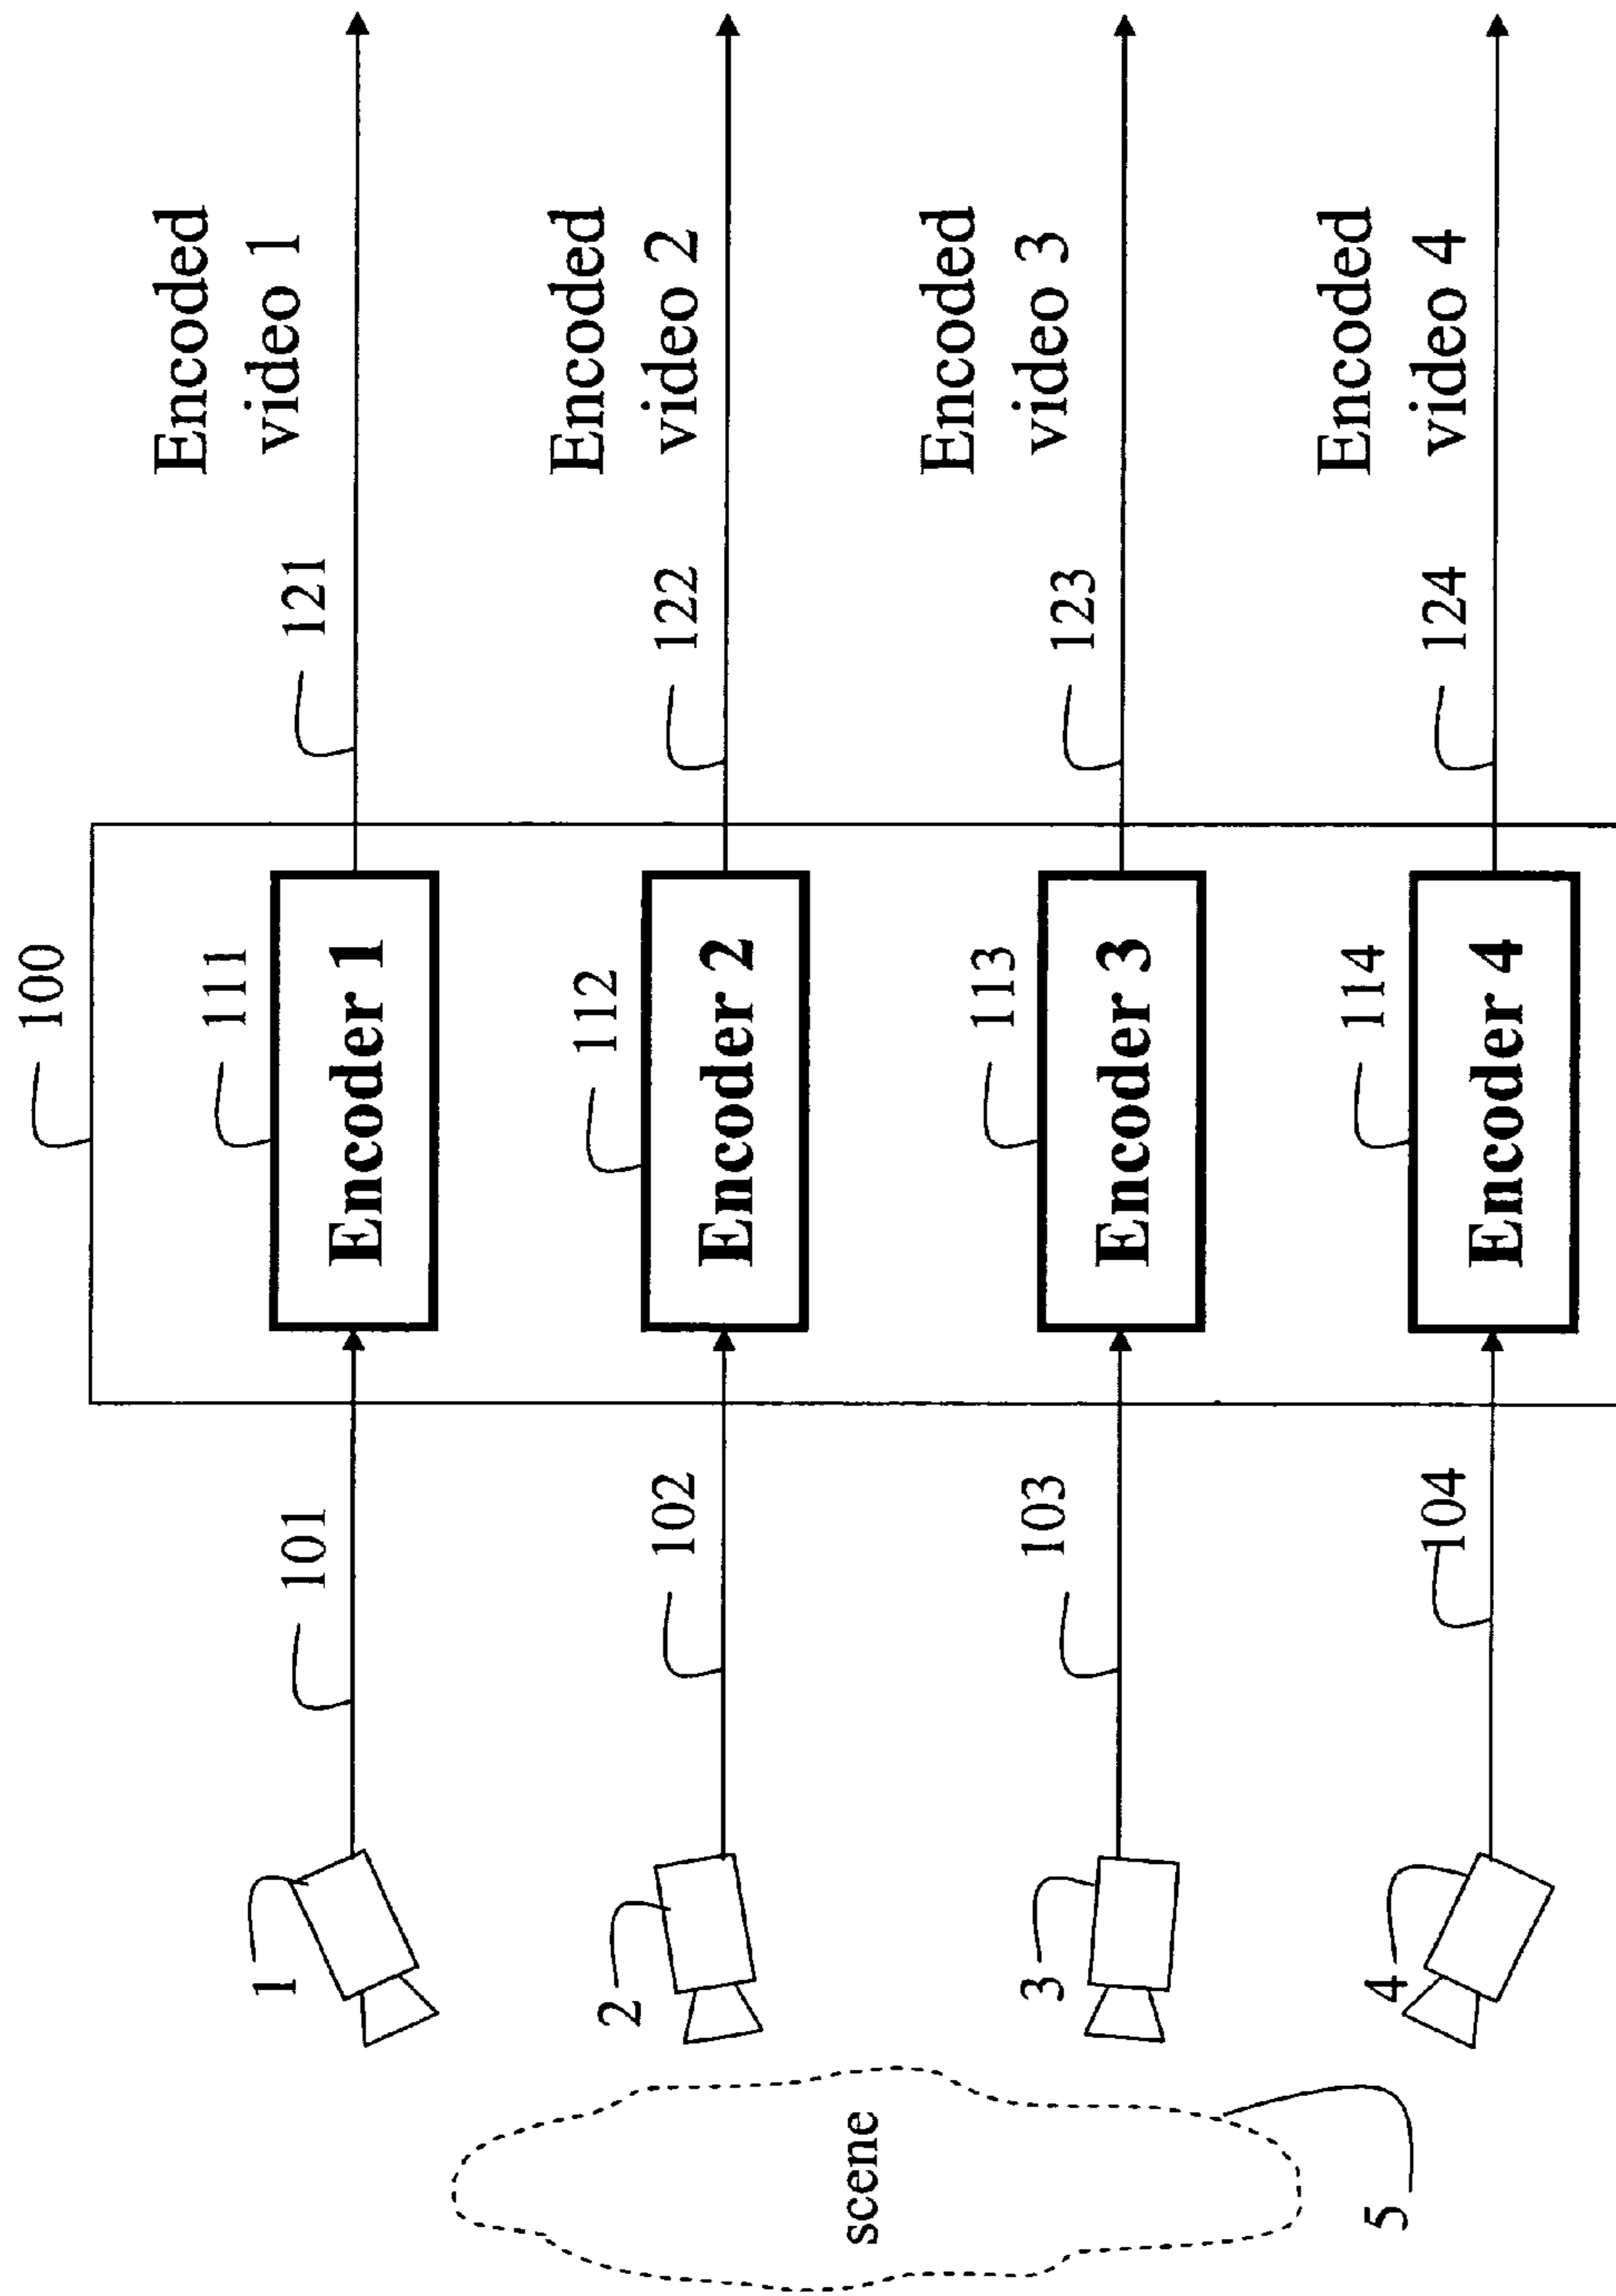 100
1
101
111
Encoder 1
121
Encoded
video 1
2
102
112
Encoder 2
122
Encoded
video 2
scene
3
103
113
Encoder 3
123
Encoded
video 3
4
104
114
Encoder 4
124
Encoded
video 4
5